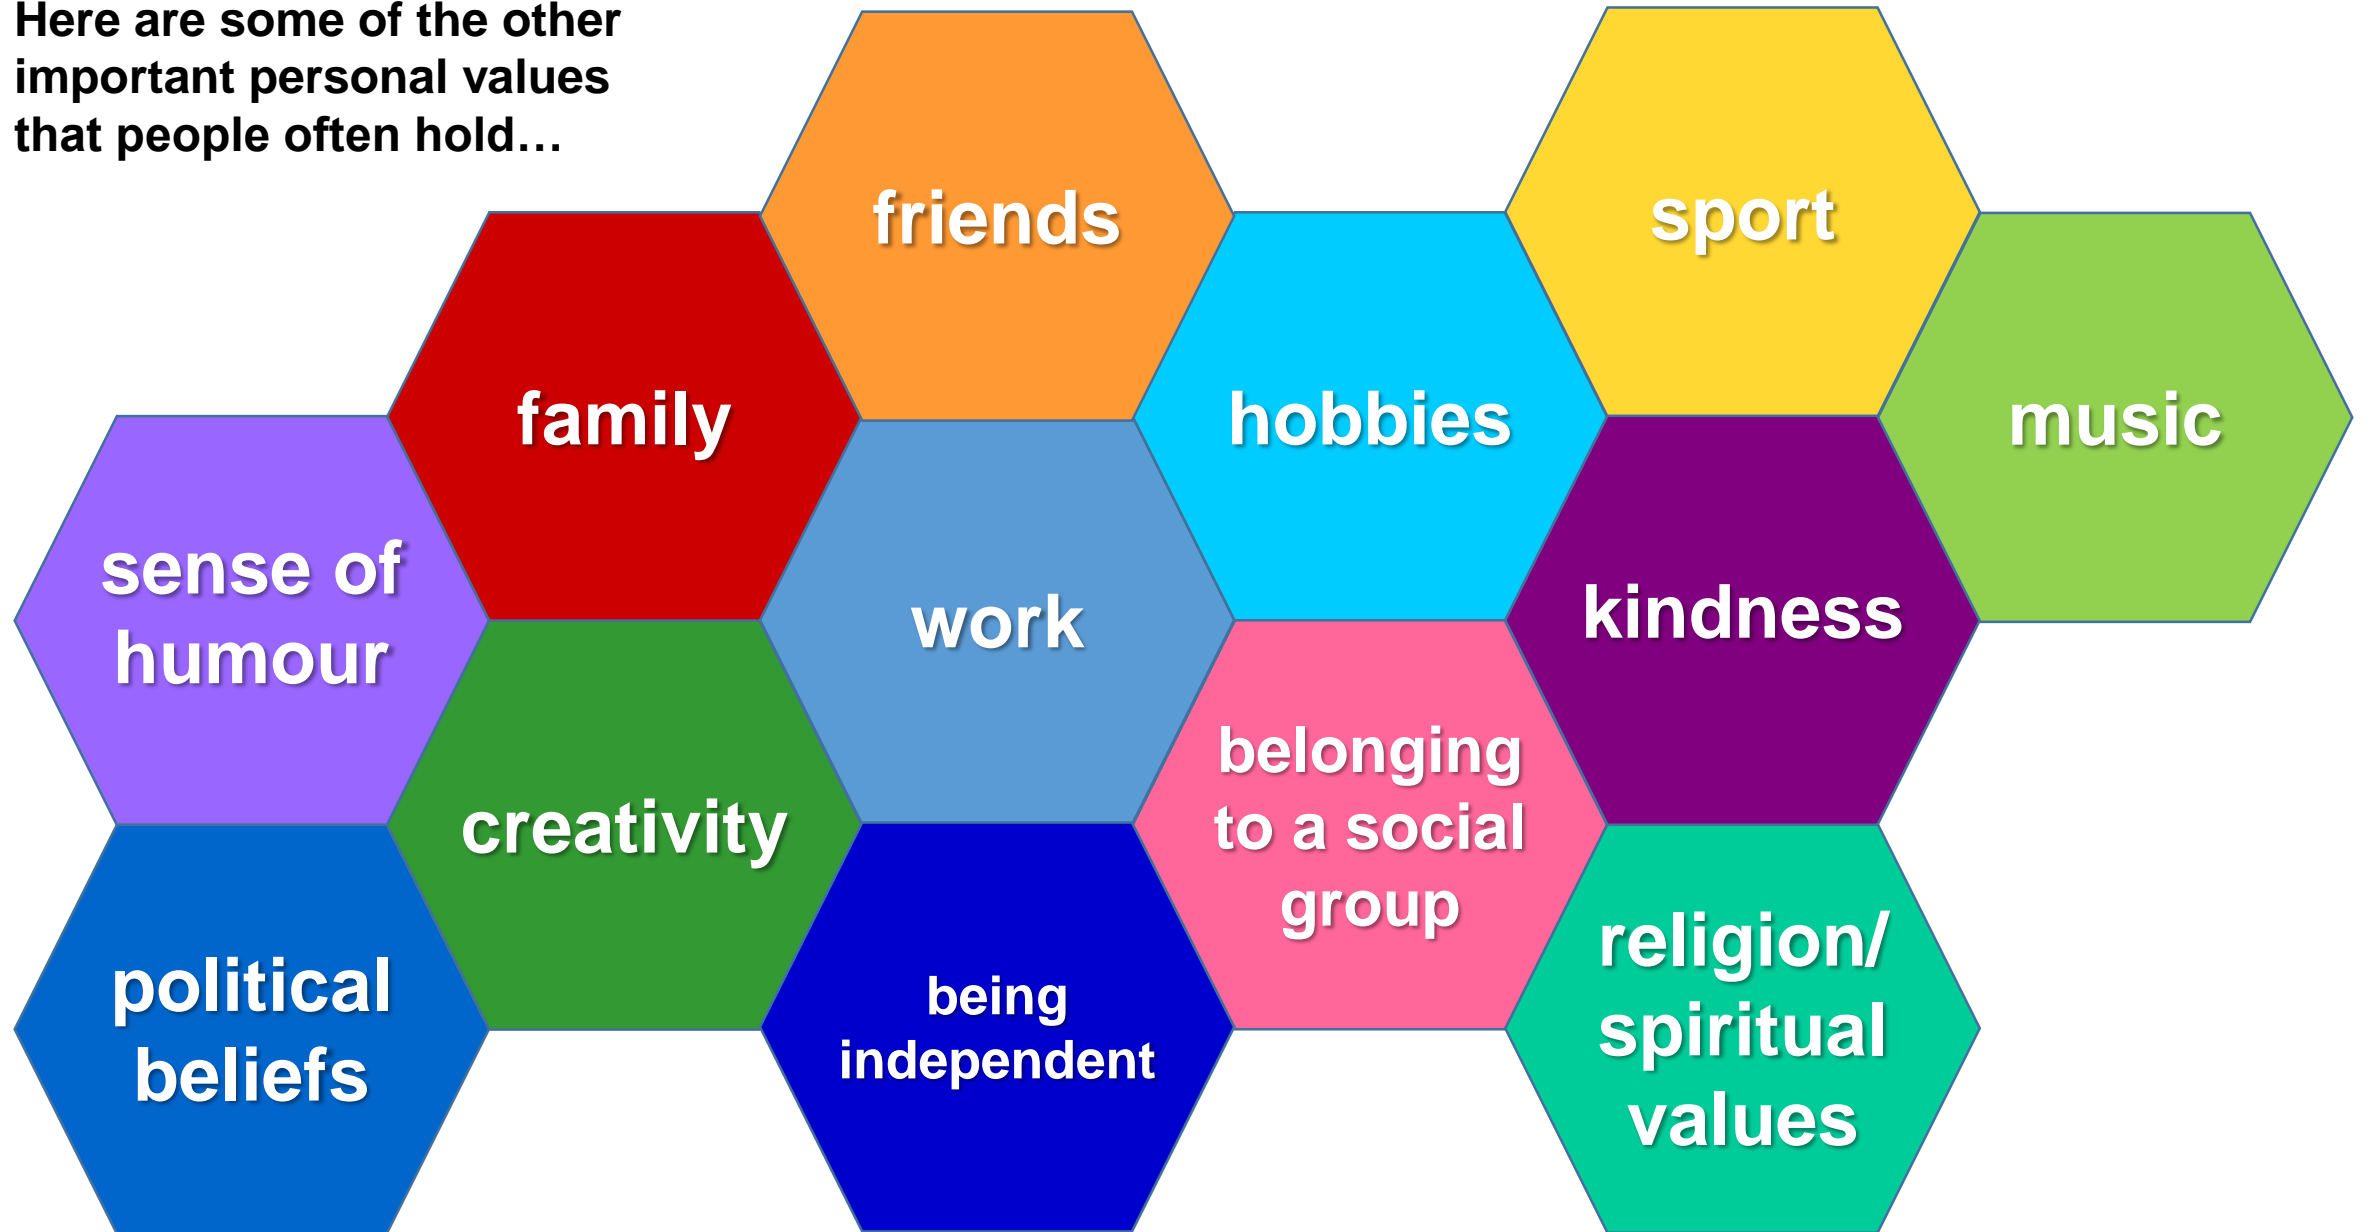 Here are some of the other
important personal values
that people often hold…
friends
sport
family
hobbies
music
sense of
humour
work
kindness
creativity
belonging
to a social
group
political
beliefs
being
independent
religion/
spiritual
values